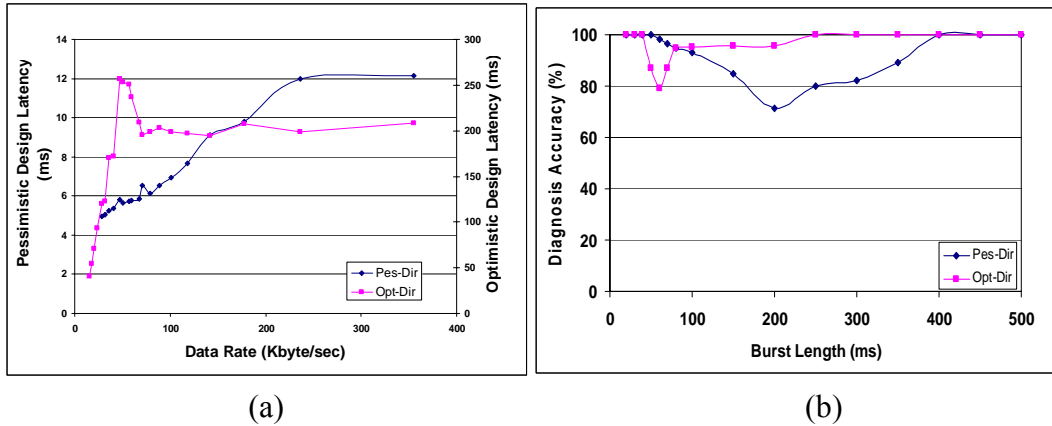 Pessimistic Design Latency
(ms)
14
12
10
8
6
4
2
0
300
250
200
150
100
50
0
Optimistic Design Latency (ms)
Pes-Dir
Opt-Dir
0 100 200 300 400
Data Rate (Kbyte/sec)
(a)
Diagnosis Accuracy (%)
100
80
60
40
20
0
Pes-Dir
Opt-Dir
0 100 200 300 400 500
Burst Length (ms)
(b)